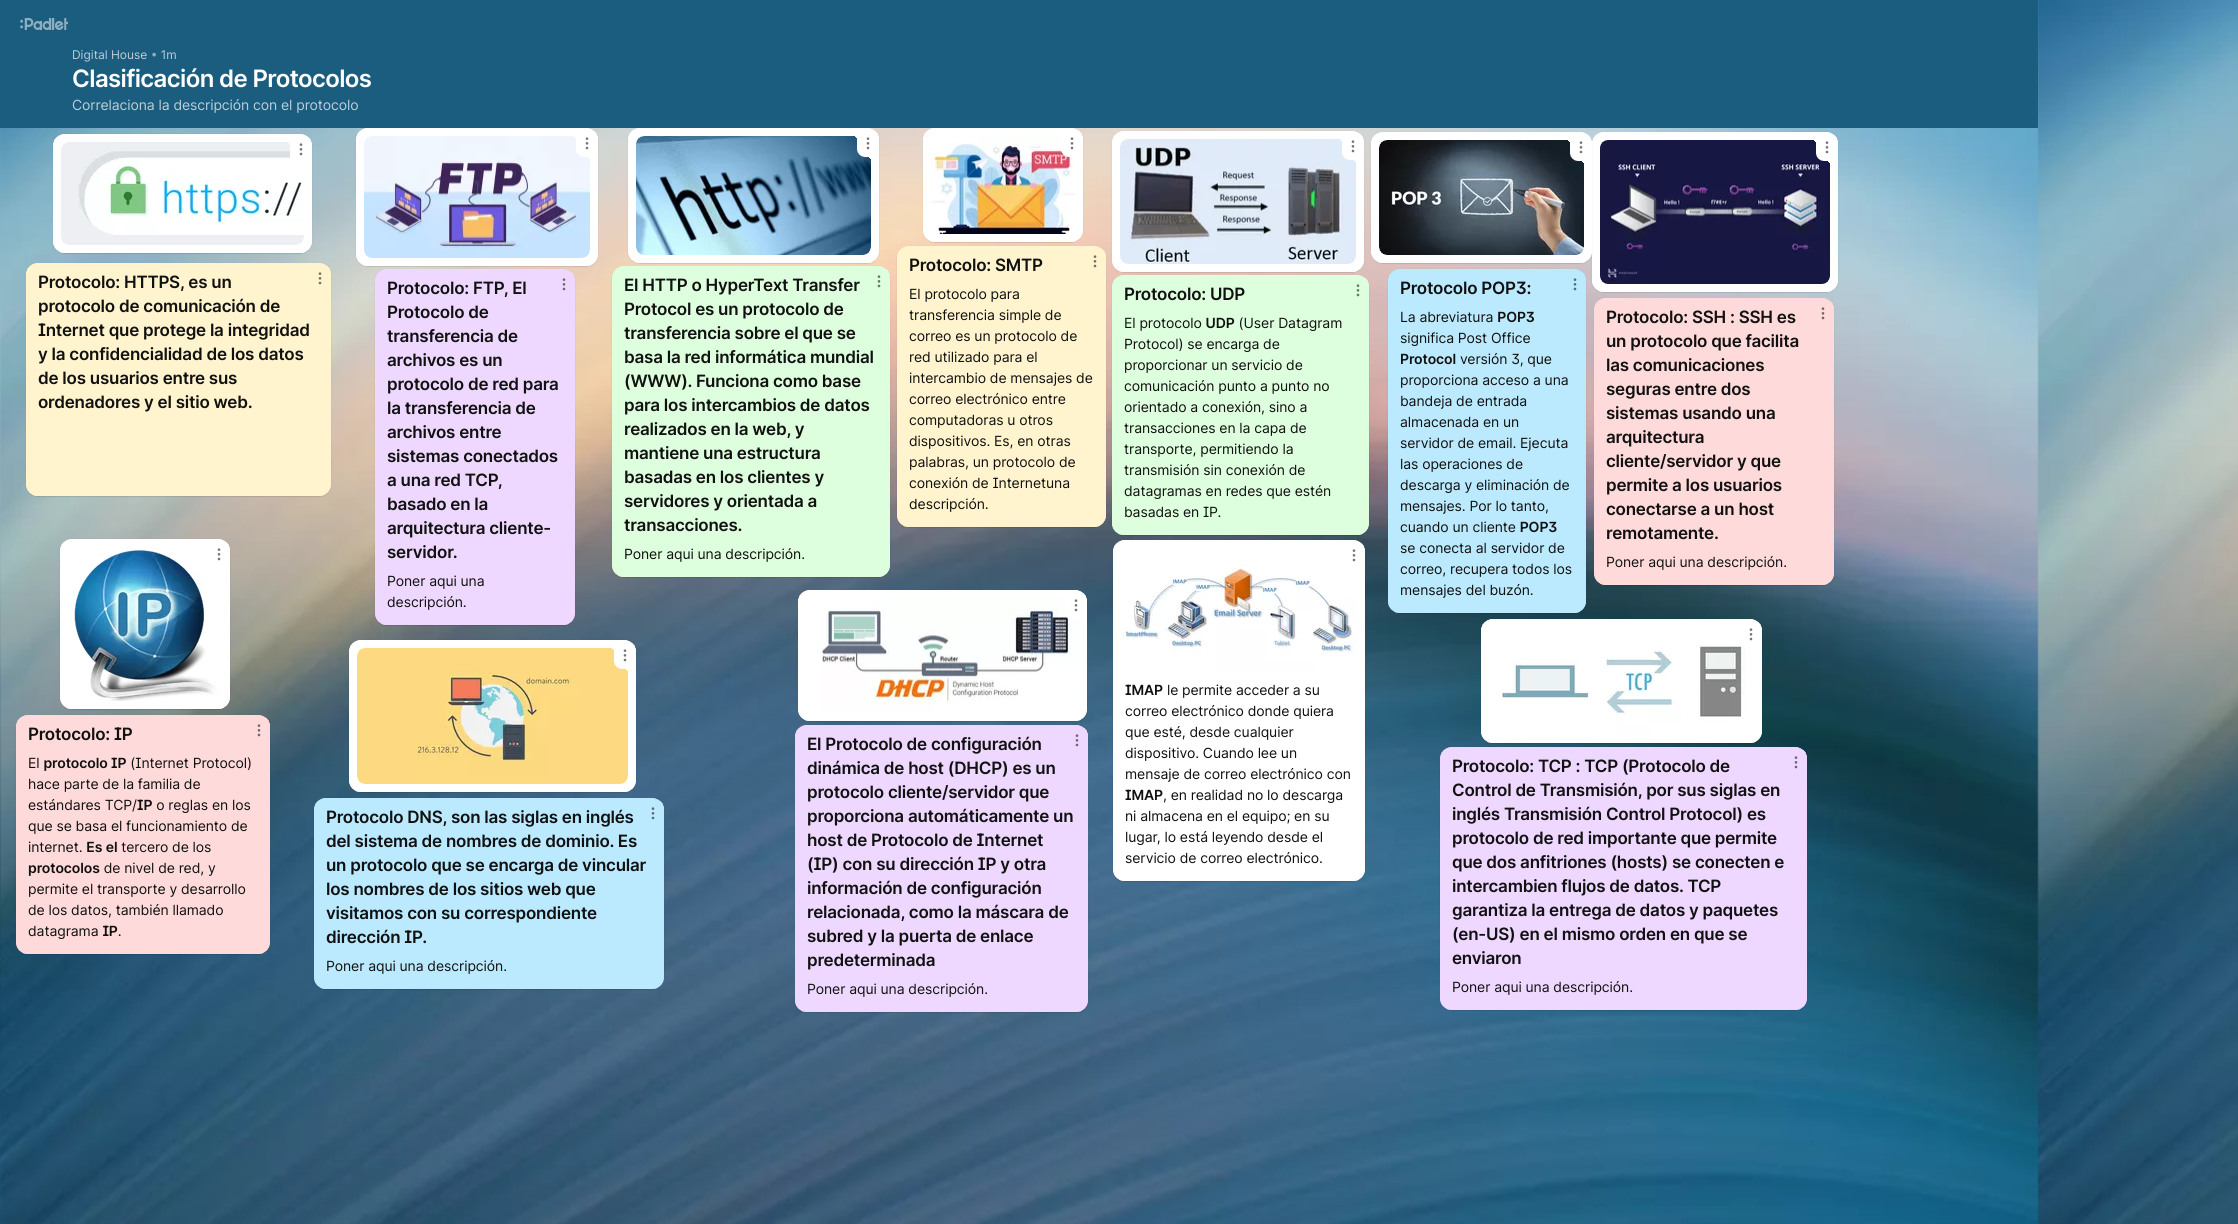 :Padlet
Digital House • 1m
Clasificación de Protocolos
Correlaciona la descripción con el protocolo
https://
Protocolo: HTTPS, es un
protocolo de comunicación de
Internet que protege la integridad
y la confidencialidad de los datos
de los usuarios entre sus
ordenadores y el sitio web.
FTP
Protocolo: FTP, El
Protocolo de
transferencia de
archivos es un
protocolo de red para
la transferencia de
archivos entre
sistemas conectados
a una red TCP,
basado en la
arquitectura cliente-
servidor.
Poner aqui una
descripción.
http://www
El HTTP o HyperText Transfer
Protocol es un protocolo de
transferencia sobre el que se
basa la red informática mundial
(WWW). Funciona como base
para los intercambios de datos
realizados en la web, y
mantiene una estructura
basadas en los clientes y
servidores y orientada a
transacciones.
Poner aqui una descripción.
SMTP
Protocolo: SMTP
El protocolo para
transferencia simple de
correo es un protocolo de
red utilizado para el
intercambio de mensajes de
correo electrónico entre
computadoras u otros
dispositivos. Es, en otras
palabras, un protocolo de
conexión de Internetuna
descripción.
UDP
Request
Response
Response
Client
Server
Protocolo: UDP
El protocolo UDP (User Datagram
Protocol) se encarga de
proporcionar un servicio de
comunicación punto a punto no
orientado a conexión, sino a
transacciones en la capa de
transporte, permitiendo la
transmisión sin conexión de
datagramas en redes que estén
basadas en IP.
POP 3
Protocolo POP3:
La abreviatura POP3
significa Post Office
Protocol versión 3, que
proporciona acceso a una
bandeja de entrada
almacenada en un
servidor de email. Ejecuta
las operaciones de
descarga y eliminación de
mensajes. Por lo tanto,
cuando un cliente POP3
se conecta al servidor de
correo, recupera todos los
mensajes del buzón.
SSH CLIENT
SSH SERVER
Hello !
Hello !
Protocolo: SSH : SSH es
un protocolo que facilita
las comunicaciones
seguras entre dos
sistemas usando una
arquitectura
cliente/servidor y que
permite a los usuarios
conectarse a un host
remotamente.
Poner aqui una descripción.
IP
Protocolo: IP
El protocolo IP (Internet Protocol)
hace parte de la familia de
estándares TCP/IP o reglas en los
que se basa el funcionamiento de
internet. Es el tercero de los
protocolos de nivel de red, y
permite el transporte y desarrollo
de los datos, también llamado
datagrama IP.
domain.com
216.3.128.12
Protocolo DNS, son las siglas en inglés
del sistema de nombres de dominio. Es
un protocolo que se encarga de vincular
los nombres de los sitios web que
visitamos con su correspondiente
dirección IP.
Poner aqui una descripción.
DHCP Client
Router
DHCP Server
DHCP
Dynamic Host
Configuration Protocol
El Protocolo de configuración
dinámica de host (DHCP) es un
protocolo cliente/servidor que
proporciona automáticamente un
host de Protocolo de Internet
(IP) con su dirección IP y otra
información de configuración
relacionada, como la máscara de
subred y la puerta de enlace
predeterminada
Poner aqui una descripción.
IMAP
IMAP
IMAP
IMAP
Email Server
Smartphone
Desktop PC
Tablet
Desktop PC
IMAP le permite acceder a su
correo electrónico donde quiera
que esté, desde cualquier
dispositivo. Cuando lee un
mensaje de correo electrónico con
IMAP, en realidad no lo descarga
ni almacena en el equipo; en su
lugar, lo está leyendo desde el
servicio de correo electrónico.
TCP
Protocolo: TCP : TCP (Protocolo de
Control de Transmisión, por sus siglas en
inglés Transmisión Control Protocol) es
protocolo de red importante que permite
que dos anfitriones (hosts) se conecten e
intercambien flujos de datos. TCP
garantiza la entrega de datos y paquetes
(en-US) en el mismo orden en que se
enviaron
Poner aqui una descripción.